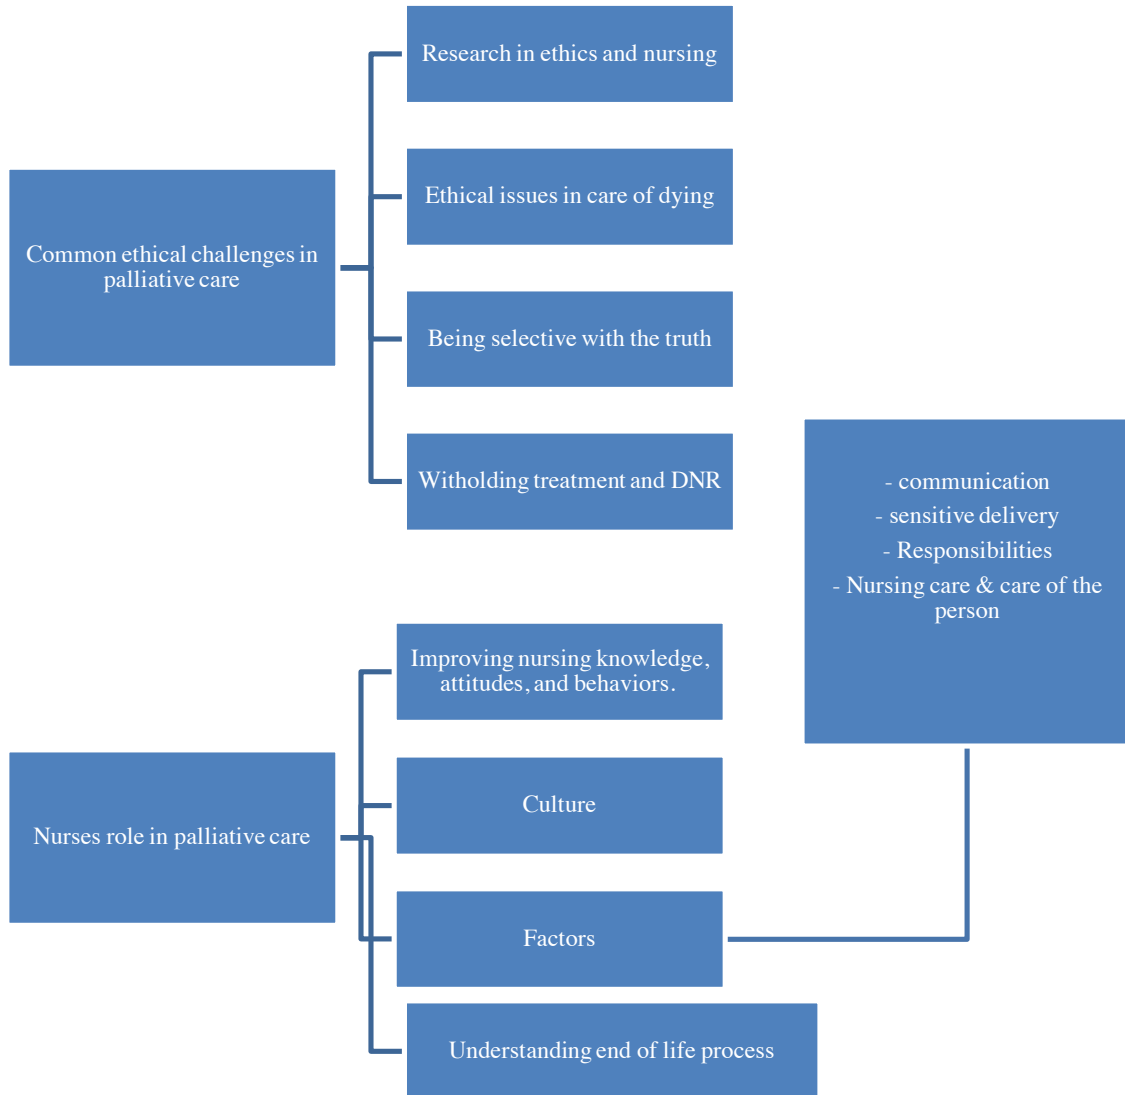 Research in ethics and nursing
Ethical issues in care of dying
Common ethical challenges in
palliative care
Being selective with the truth
Witholding treatment and DNR
- communication
- sensitive delivery
- Responsibilities
- Nursing care & care of the
person
Improving nursing knowledge,
attitudes, and behaviors.
Culture
Nurses role in palliative care
Factors
Understanding end of life process